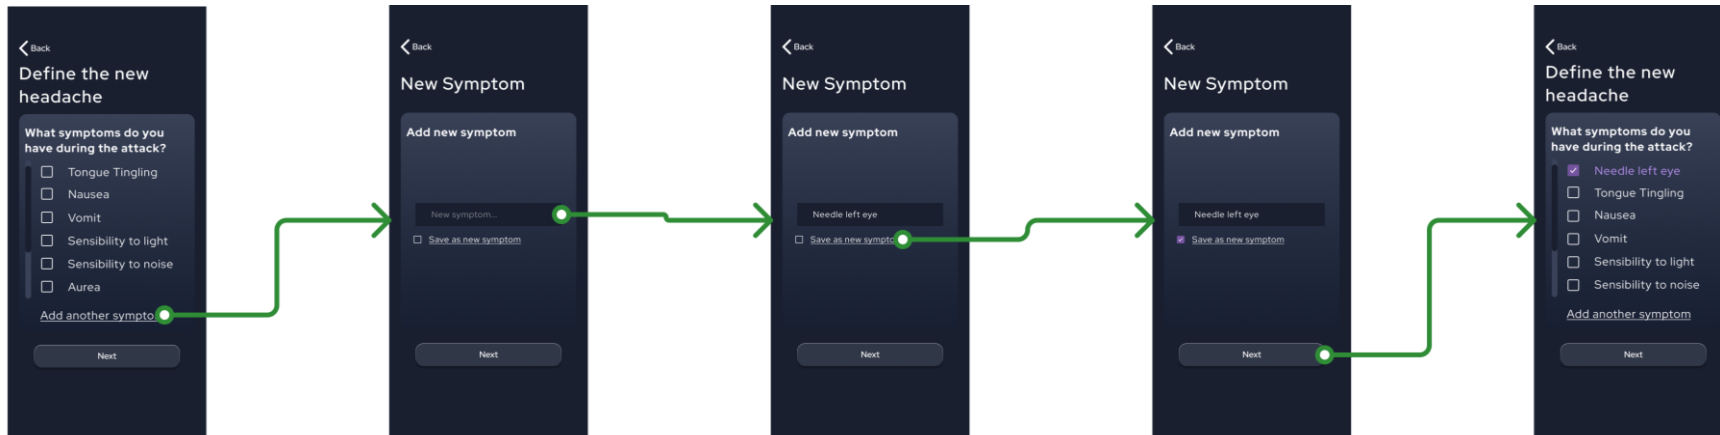 Back
Define the new
headache
What symptoms do you
have during the attack?
Tongue Tingling
Nausea
Vomit
Sensibility to light
Sensibility to noise
Aurea
Add another sympto
Next
Back
New Symptom
Add new symptom
New symptom...
Save as new symptom
Next
Back
New Symptom
Add new symptom
Needle left eye
Save as new sympto
Next
Back
New Symptom
Add new symptom
Needle left eye
Save as new symptom
Next
Back
Define the new
headache
What symptoms do you
have during the attack?
Needle left eye
Tongue Tingling
Nausea
Vomit
Sensibility to light
Sensibility to noise
Add another symptom
Next